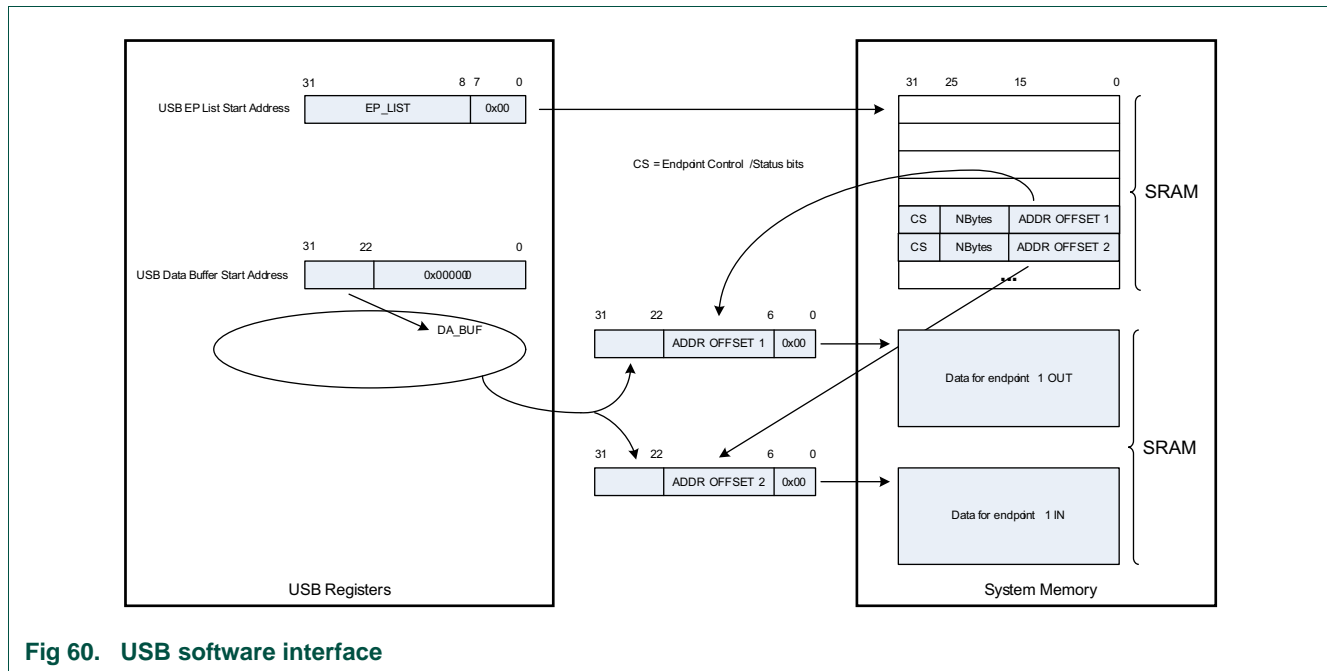 31 8 7 0
USB EP List Start Address EP_LIST 0x00
31 25 15 0
CS = Endpoint Control /Status bits
SRAM
CS NBytes ADDR OFFSET 1
CS NBytes ADDR OFFSET 2
...
31 22 0
USB Data Buffer Start Address 0x000000
DA_BUF
31 22 6 0
ADDR OFFSET 1 0x00
Data for endpoint 1 OUT
SRAM
31 22 6 0
ADDR OFFSET 2 0x00
Data for endpoint 1 IN
USB Registers
System Memory
Fig 60. USB software interface